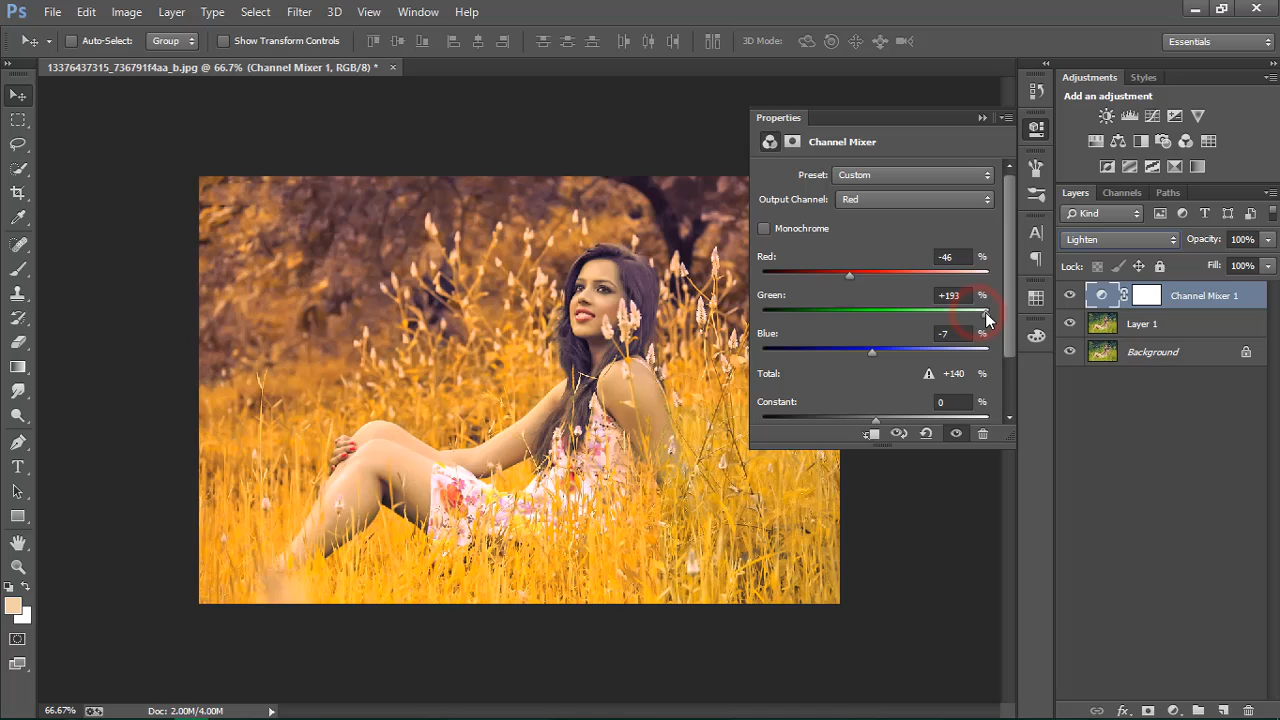 Ps File Edit Image Layer Type Select Filter 3D View Window Help
Auto-Select: Group Show Transform Controls 3D Mode: Essentials
13376437315_736791f4aa_b.jpg @ 66.7% (Channel Mixer 1, RGB/8) * ×
Properties
Channel Mixer
Preset: Custom
Output Channel: Red
Monochrome
Red: -46 %
Green: +193 %
Blue: -7 %
Total: +140 %
Constant: 0 %
Adjustments Styles
Add an adjustment
Layers Channels Paths
Kind
Lighten Opacity: 100%
Lock: Fill: 100%
Channel Mixer 1
Layer 1
Background
66.67% Doc: 2.00M/4.00M